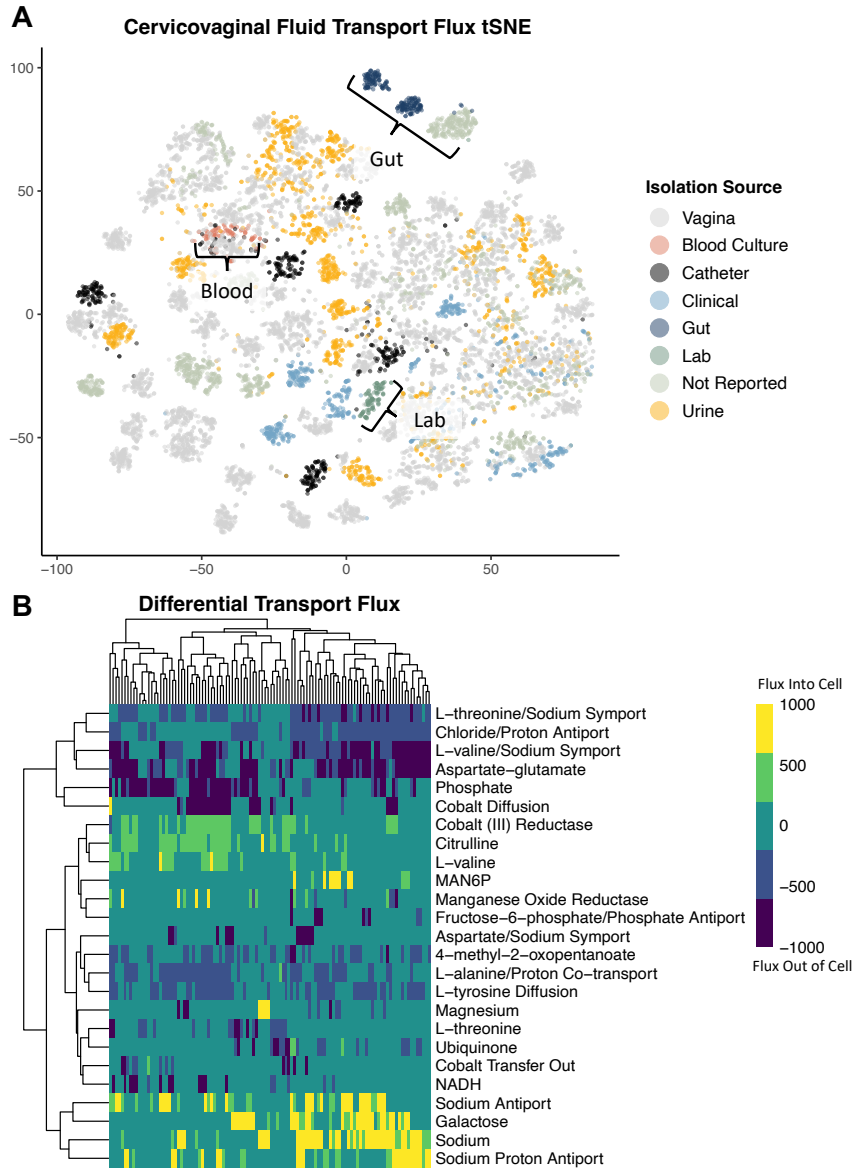 A
Cervicovaginal Fluid Transport Flux tSNE
100
50
0
−50
−100
−50
0
50
Gut
Blood
Lab
Isolation Source
Vagina
Blood Culture
Catheter
Clinical
Gut
Lab
Not Reported
Urine
B
Differential Transport Flux
L−threonine/Sodium Symport
Chloride/Proton Antiport
L−valine/Sodium Symport
Aspartate−glutamate
Phosphate
Cobalt Diffusion
Cobalt (III) Reductase
Citrulline
L−valine
MAN6P
Manganese Oxide Reductase
Fructose−6−phosphate/Phosphate Antiport
Aspartate/Sodium Symport
4−methyl−2−oxopentanoate
L−alanine/Proton Co−transport
L−tyrosine Diffusion
Magnesium
L−threonine
Ubiquinone
Cobalt Transfer Out
NADH
Sodium Antiport
Galactose
Sodium
Sodium Proton Antiport
Flux Into Cell
1000
500
0
−500
−1000
Flux Out of Cell